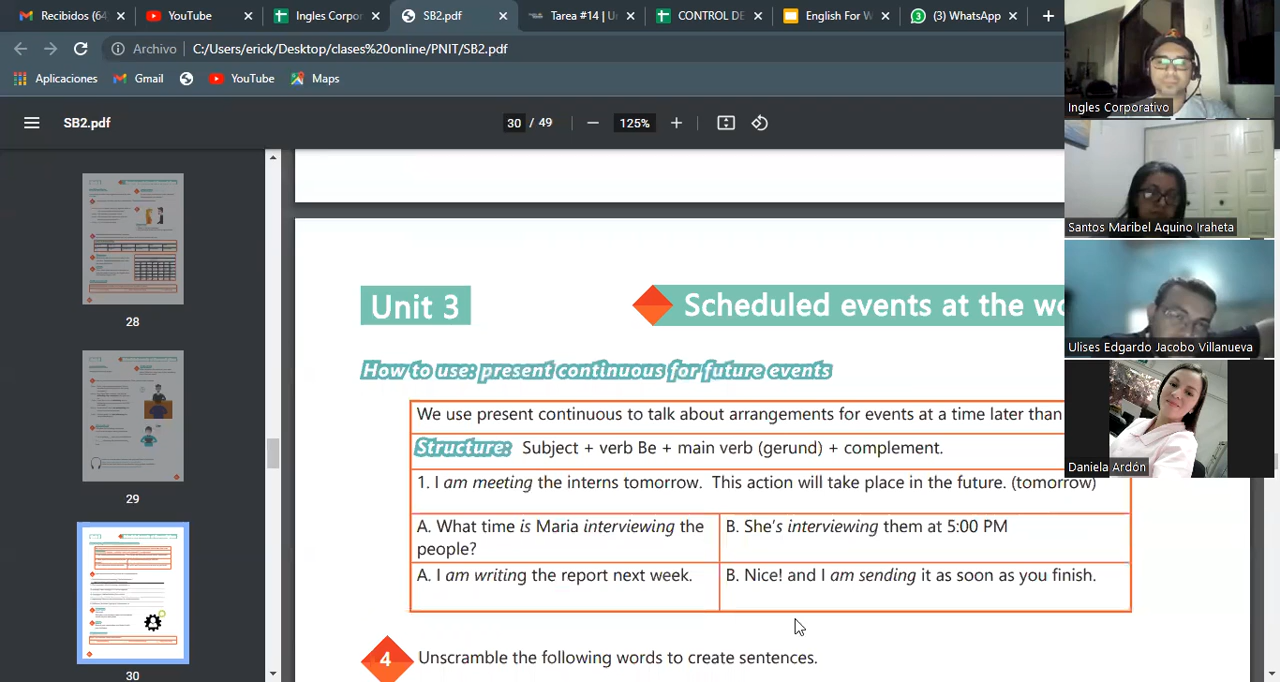 Recibidos (64
YouTube
Ingles Corpor
SB2.pdf
Tarea #14 | U
CONTROL DE
English For W
(3) WhatsApp
Archivo
C:/Users/erick/Desktop/clases%20online/PNIT/SB2.pdf
Aplicaciones
Gmail
YouTube
Maps
SB2.pdf
30 / 49
125%
28
29
30
Unit 3
Scheduled events at the wo
How to use: present continuous for future events
We use present continuous to talk about arrangements for events at a time later than
Structure: Subject + verb Be + main verb (gerund) + complement.
1. I am meeting the interns tomorrow. This action will take place in the future. (tomorrow)
A. What time is Maria interviewing the
people?
B. She's interviewing them at 5:00 PM
A. I am writing the report next week.
B. Nice! and I am sending it as soon as you finish.
4
Unscramble the following words to create sentences.
Ingles Corporativo
Santos Maribel Aquino Iraheta
Ulises Edgardo Jacobo Villanueva
Daniela Ardón